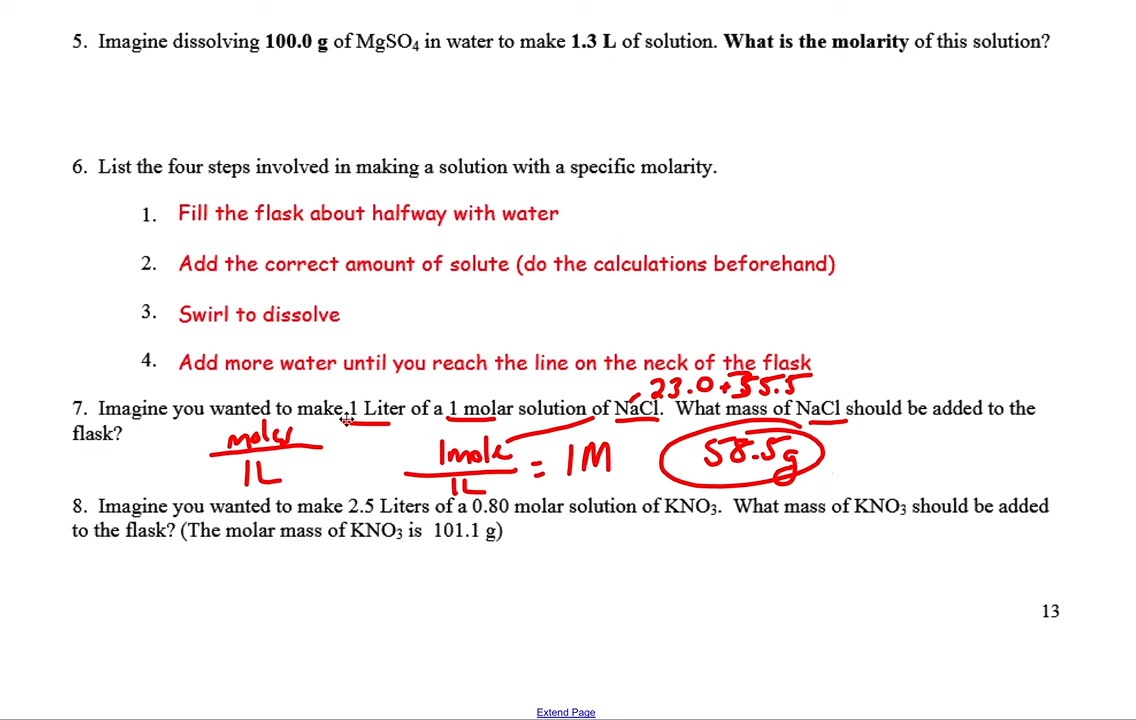 5. Imagine dissolving 100.0 g of MgSO₄ in water to make 1.3 L of solution. What is the molarity of this solution?
6. List the four steps involved in making a solution with a specific molarity.
1. Fill the flask about halfway with water
2. Add the correct amount of solute (do the calculations beforehand)
3. Swirl to dissolve
4. Add more water until you reach the line on the neck of the flask
23.0 + 35.5
7. Imagine you wanted to make 1 Liter of a 1 molar solution of NaCl. What mass of NaCl should be added to the
flask?
moles
1L
1mole
1L
= 1M
58.5g
8. Imagine you wanted to make 2.5 Liters of a 0.80 molar solution of KNO₃. What mass of KNO₃ should be added
to the flask? (The molar mass of KNO₃ is 101.1 g)
13
Extend Page